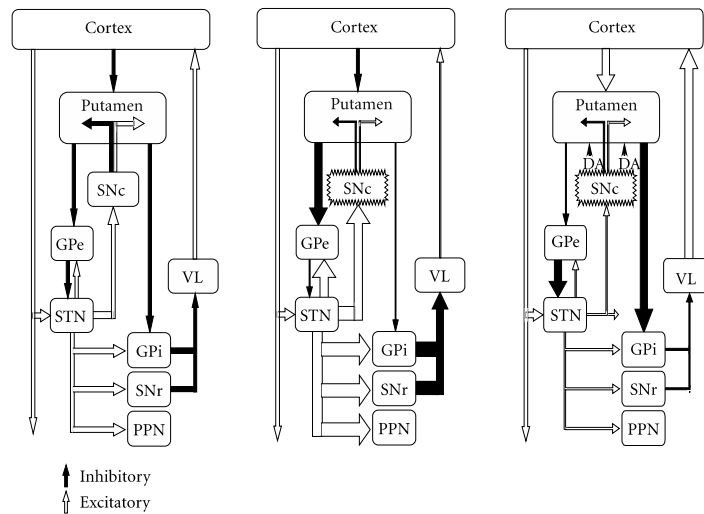 Cortex
Putamen
SNc
GPe
VL
STN
GPi
SNr
PPN
Cortex
Putamen
SNc
GPe
VL
STN
GPi
SNr
PPN
Cortex
Putamen
DA DA
SNc
GPe
VL
STN
GPi
SNr
PPN
Inhibitory
Excitatory